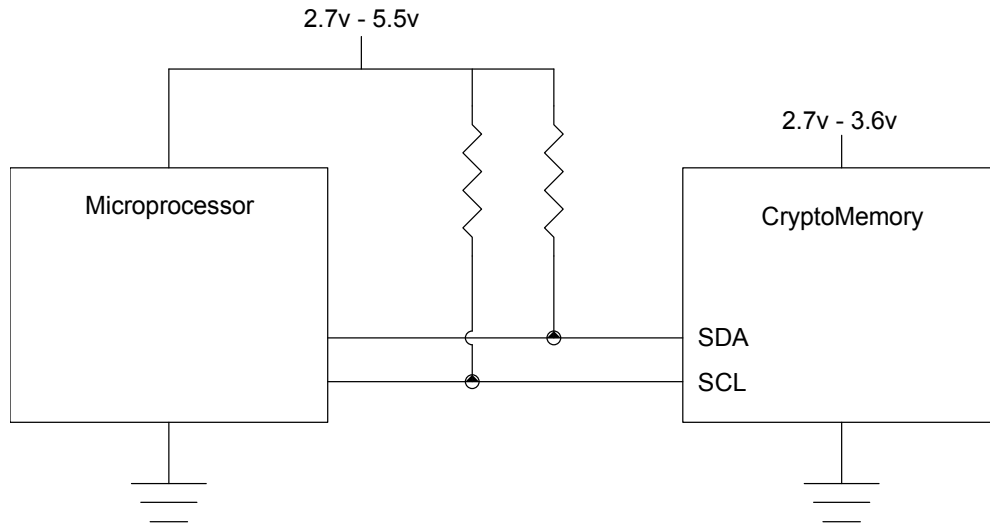 2.7v - 5.5v
2.7v - 3.6v
Microprocessor
CryptoMemory
SDA
SCL